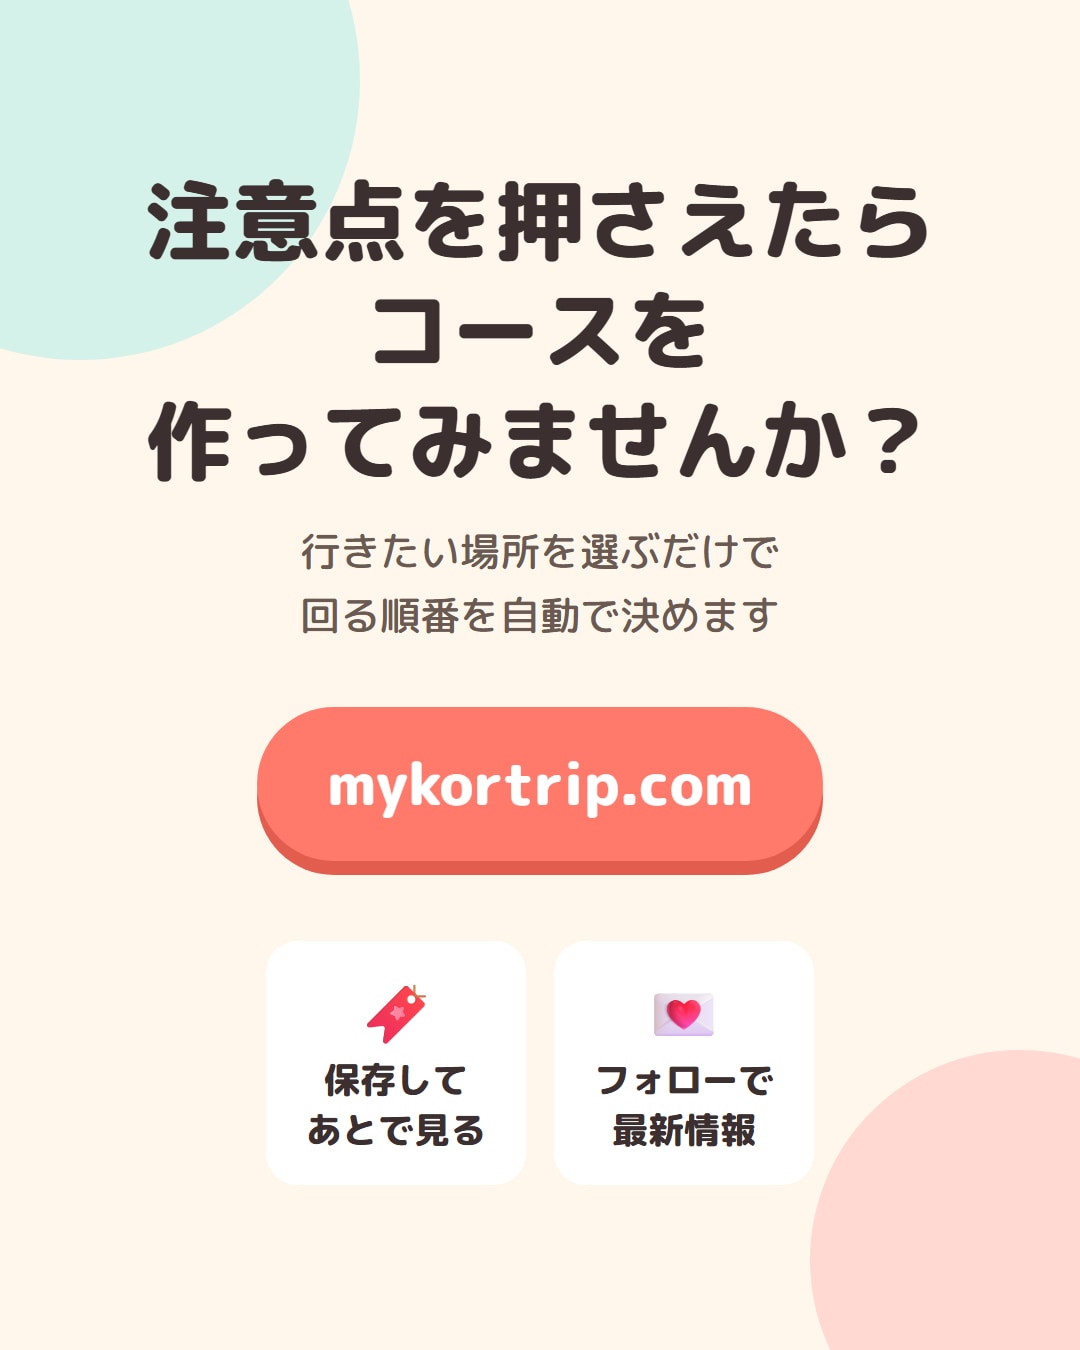 注意点を押さえたら
コースを
作ってみませんか？
行きたい場所を選ぶだけで
回る順番を自動で決めます
mykortrip.com
保存して
あとで見る
フォローで
最新情報